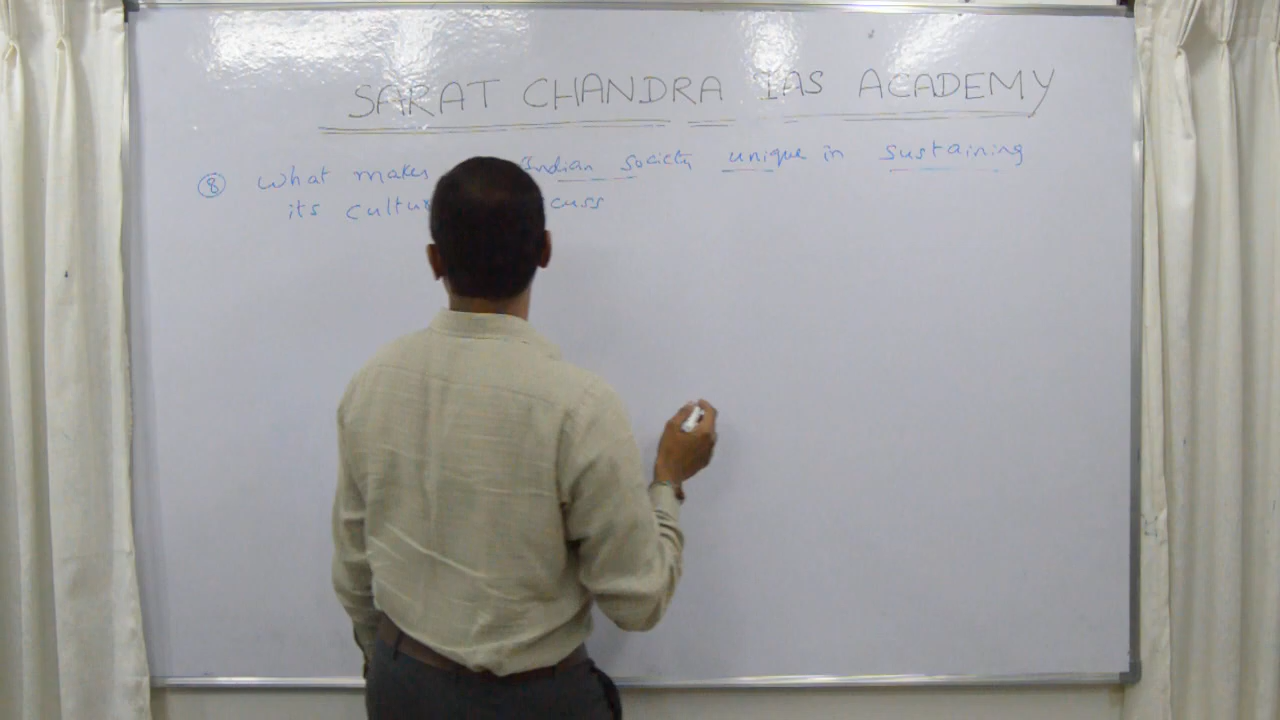 SARAT CHANDRA IAS ACADEMY
8 What makes Indian society unique in sustaining
its cultur cuss